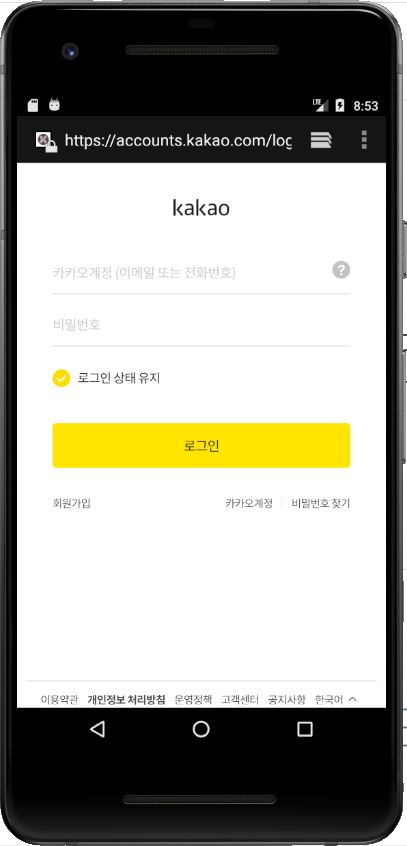 LTE 8:53
https://accounts.kakao.com/log
kakao
카카오계정 (이메일 또는 전화번호) ?
비밀번호
로그인 상태 유지
로그인
회원가입 카카오계정 비밀번호 찾기
이용약관 개인정보 처리방침 운영정책 고객센터 공지사항 한국어